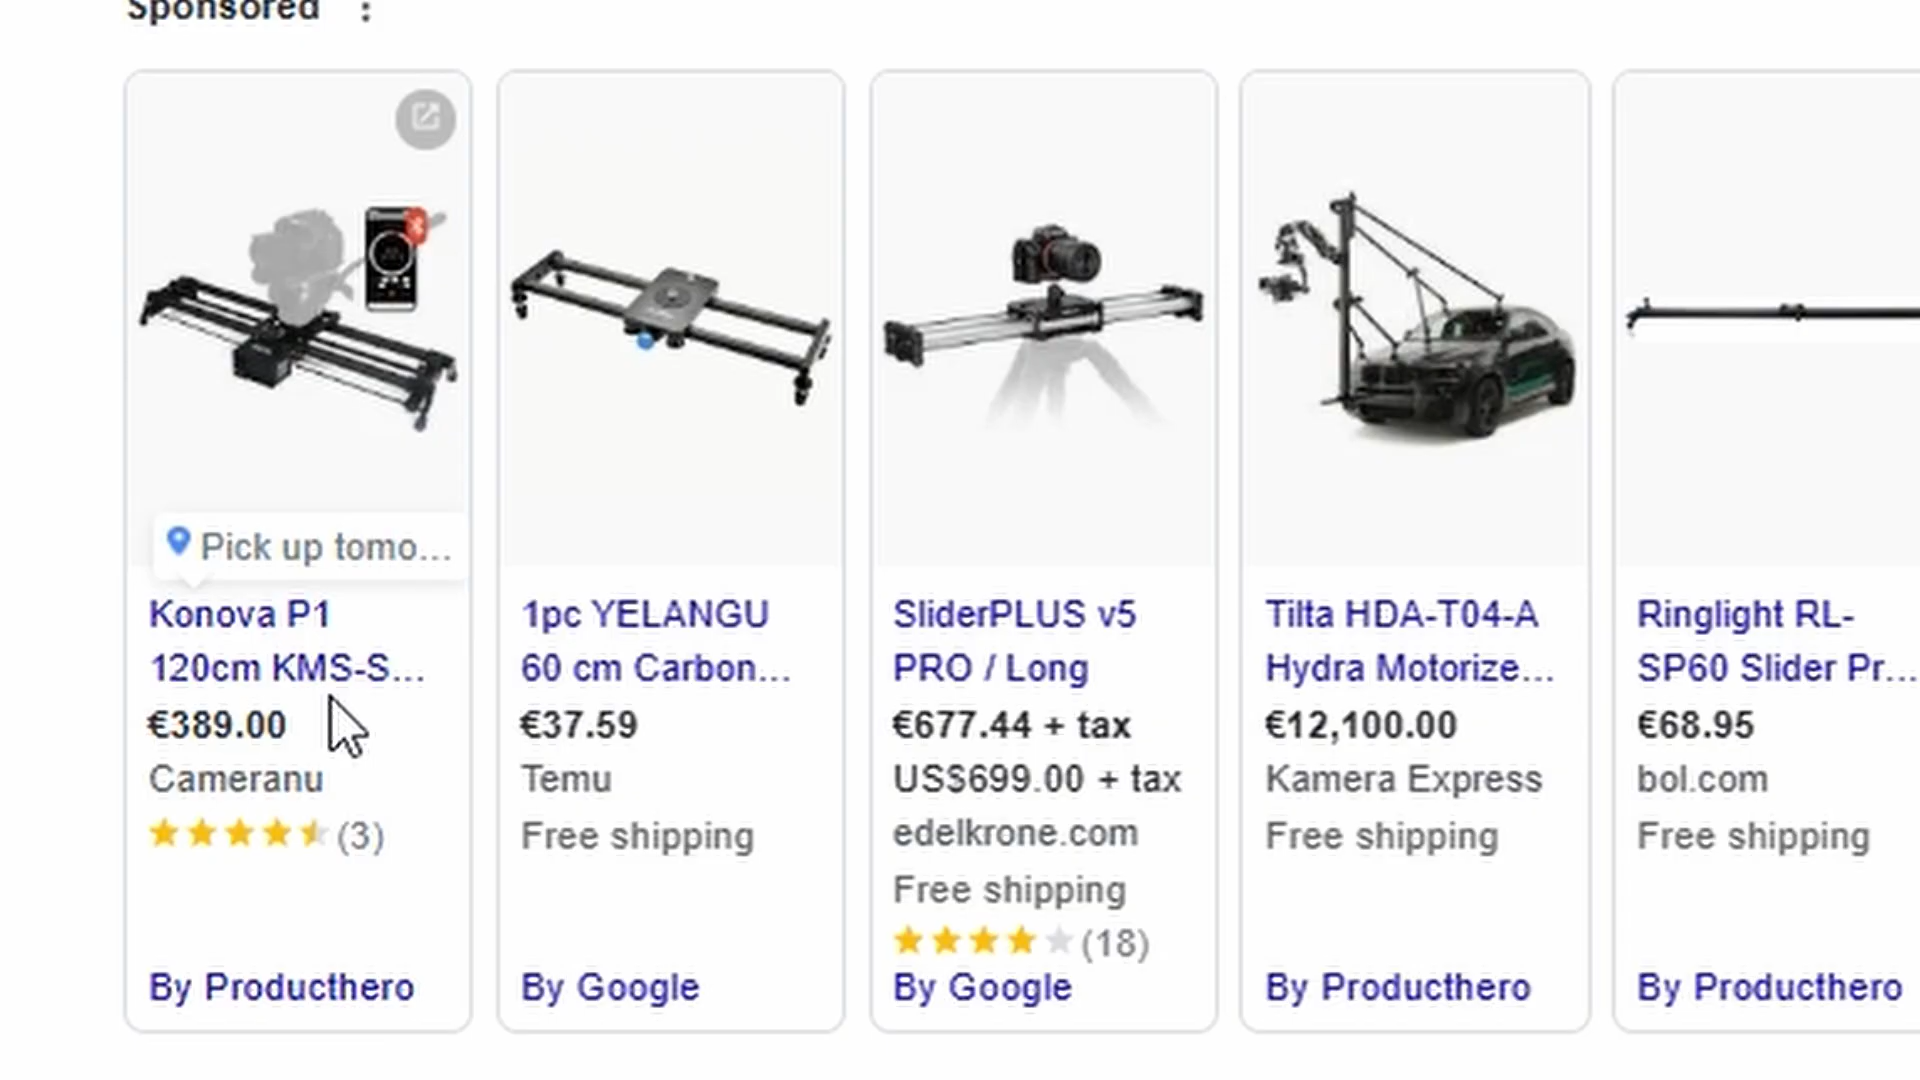 Sponsored
Pick up tomo...
Konova P1
120cm KMS-S...
€389.00
Cameranu
(3)
By Producthero
1pc YELANGU
60 cm Carbon...
€37.59
Temu
Free shipping
By Google
SliderPLUS v5
PRO / Long
€677.44 + tax
US$699.00 + tax
edelkrone.com
Free shipping
(18)
By Google
Tilta HDA-T04-A
Hydra Motorize...
€12,100.00
Kamera Express
Free shipping
By Producthero
Ringlight RL-
SP60 Slider Pr...
€68.95
bol.com
Free shipping
By Producthero